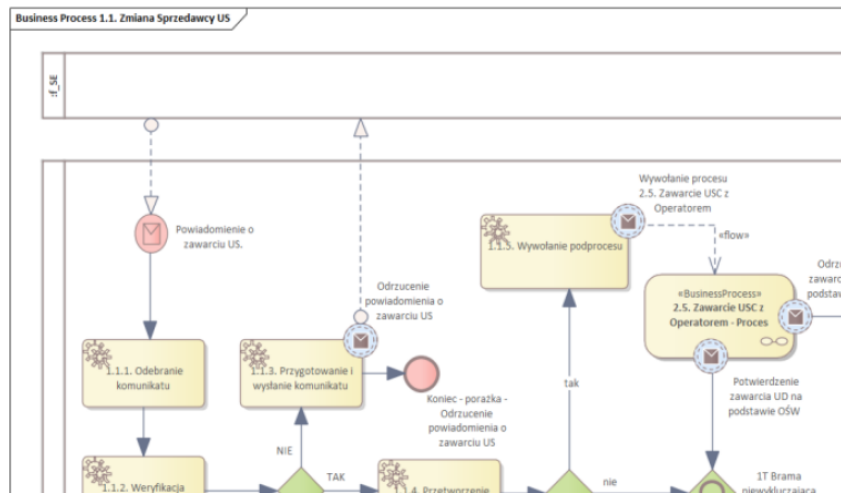 Business Process 1.1. Zmiana Sprzedawcy US
:f_SE
Wywołanie procesu
2.5. Zawarcie USC z
Operatorem
Powiadomienie o
zawarciu US.
1.1.5. Wywołanie podprocesu
«flow»
Odrzucenie
powiadomienia o
zawarciu US
«BusinessProcess»
2.5. Zawarcie USC z
Operatorem - Proces
zawarc
podstaw
1.1.1. Odebranie
komunikatu
1.1.3. Przygotowanie i
wysłanie komunikatu
Koniec - porażka -
Odrzucenie
powiadomienia o
zawarciu US
tak
Potwierdzenie
zawarcia UD na
podstawie OŚW
NIE
TAK
nie
1T Brama
niewykluczająca
1.1.2. Weryfikacja
4. Przetworzenie